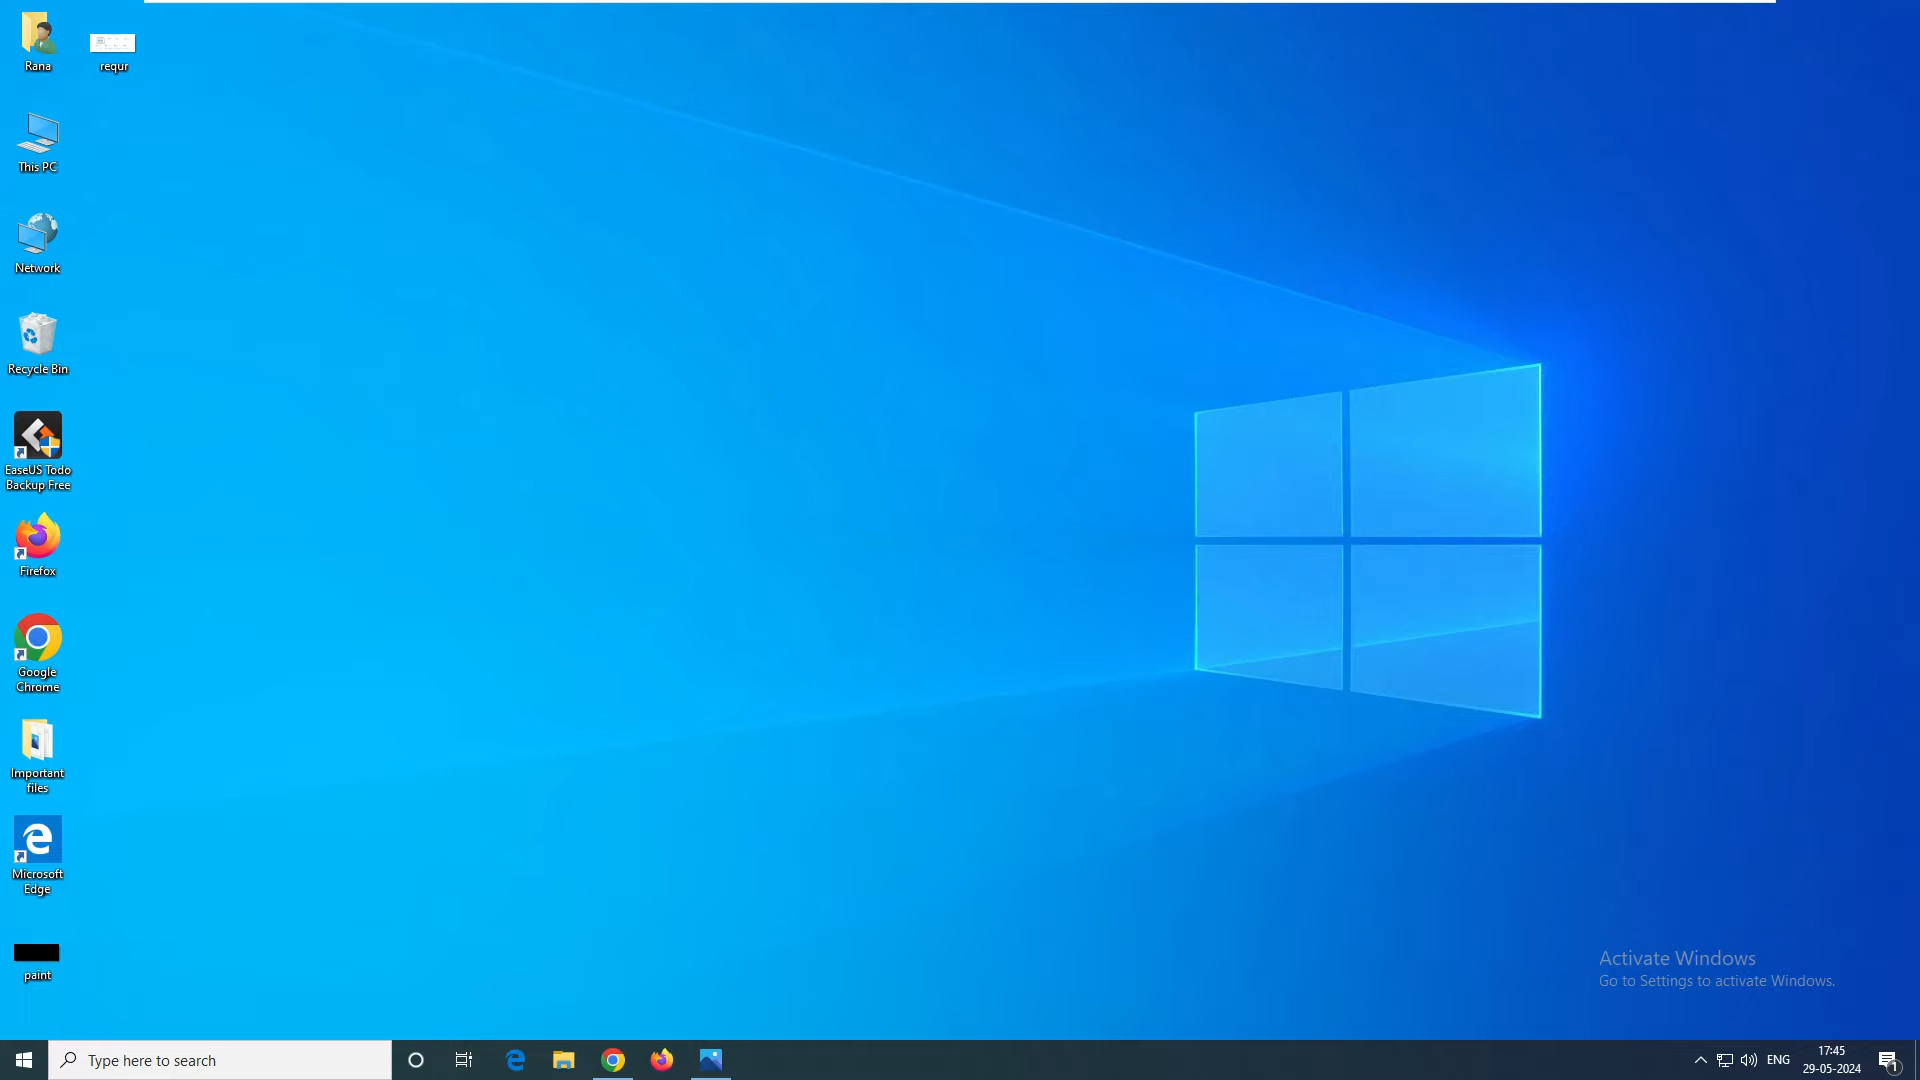 Rana
requr
This PC
Network
Recycle Bin
EaseUS Todo
Backup Free
Firefox
Google
Chrome
Important
files
Microsoft
Edge
paint
Activate Windows
Go to Settings to activate Windows.
Type here to search
ENG
17:45
29-05-2024
1